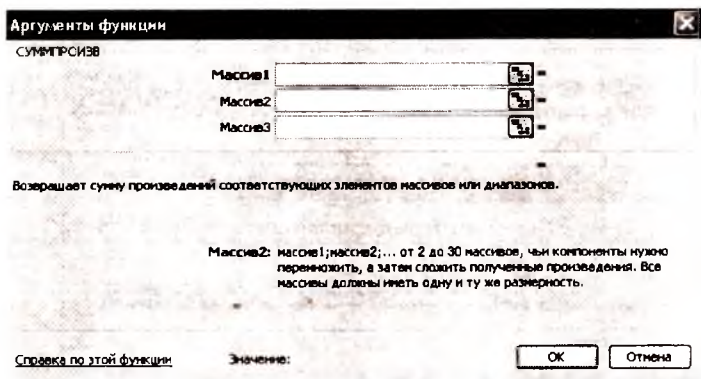 Аргументы функции
СУММПРОИЗВ
Массив1 =
Массив2 =
Массив3 =
=
Возвращает сумму произведений соответствующих элементов массивов или диапазонов.
Массив2: массив1;массив2;... от 2 до 30 массивов, чьи компоненты нужно
перемножить, а затем сложить полученные произведения. Все
массивы должны иметь одну и ту же размерность.
Справка по этой функции Значение: ОК Отмена